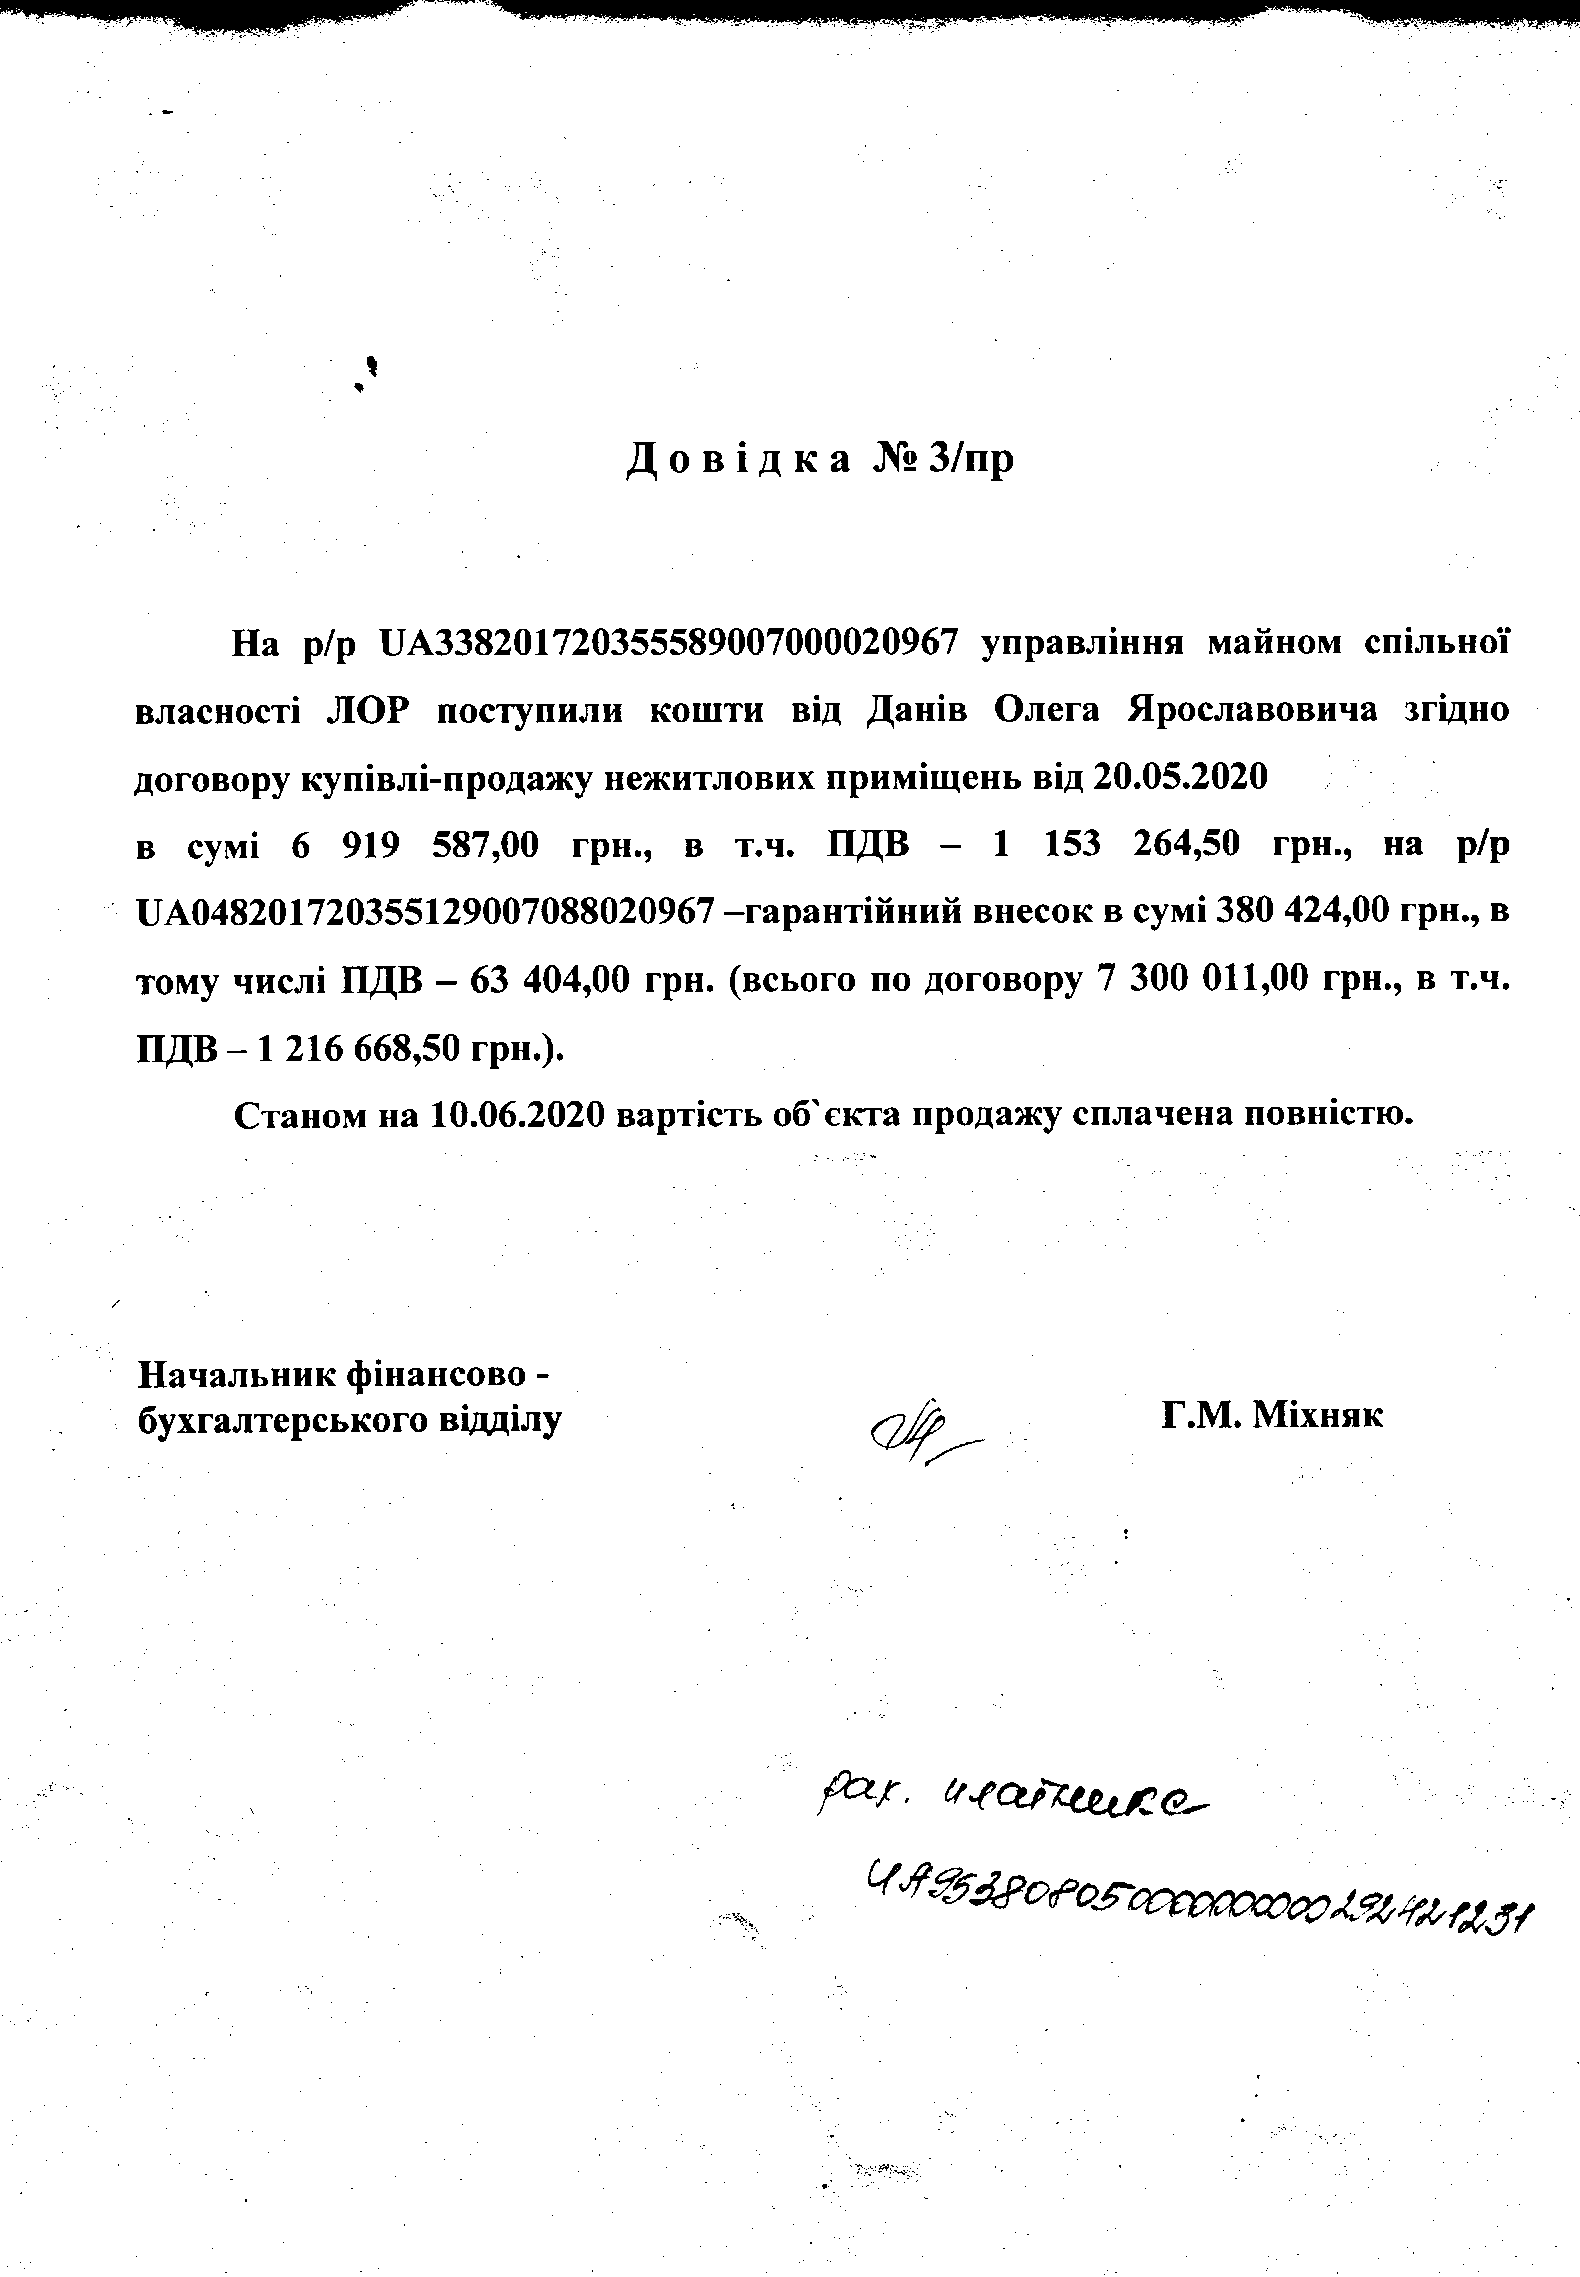 Довідка № 3/пр
На р/р UA338201720355589007000020967 управління майном спільної
власності ЛОР поступили кошти від Данів Олега Ярославовича згідно
договору купівлі-продажу нежитлових приміщень від 20.05.2020
в сумі 6 919 587,00 грн., в т.ч. ПДВ – 1 153 264,50 грн., на р/р
UA048201720355129007088020967 –гарантійний внесок в сумі 380 424,00 грн., в
тому числі ПДВ – 63 404,00 грн. (всього по договору 7 300 011,00 грн., в т.ч.
ПДВ – 1 216 668,50 грн.).
Станом на 10.06.2020 вартість об`єкта продажу сплачена повністю.
Начальник фінансово -
бухгалтерського відділу
Г.М. Міхняк
рах. платника
UA953808050000000000292421231